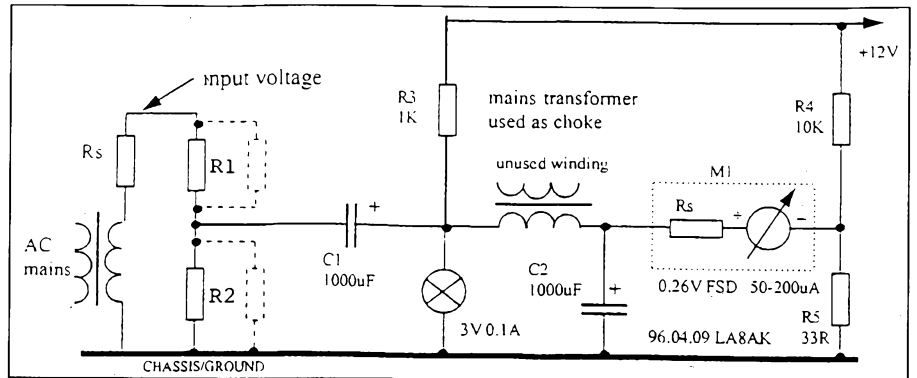 input voltage
Rs
R1
R2
AC
mains
C1
1000uF
+
R3
1K
mains transformer
used as choke
unused winding
3V 0.1A
C2
1000uF
+
M1
Rs
+
-
0.26V FSD 50-200uA
+12V
R4
10K
R5
33R
96.04.09 LA8AK
CHASSIS/GROUND